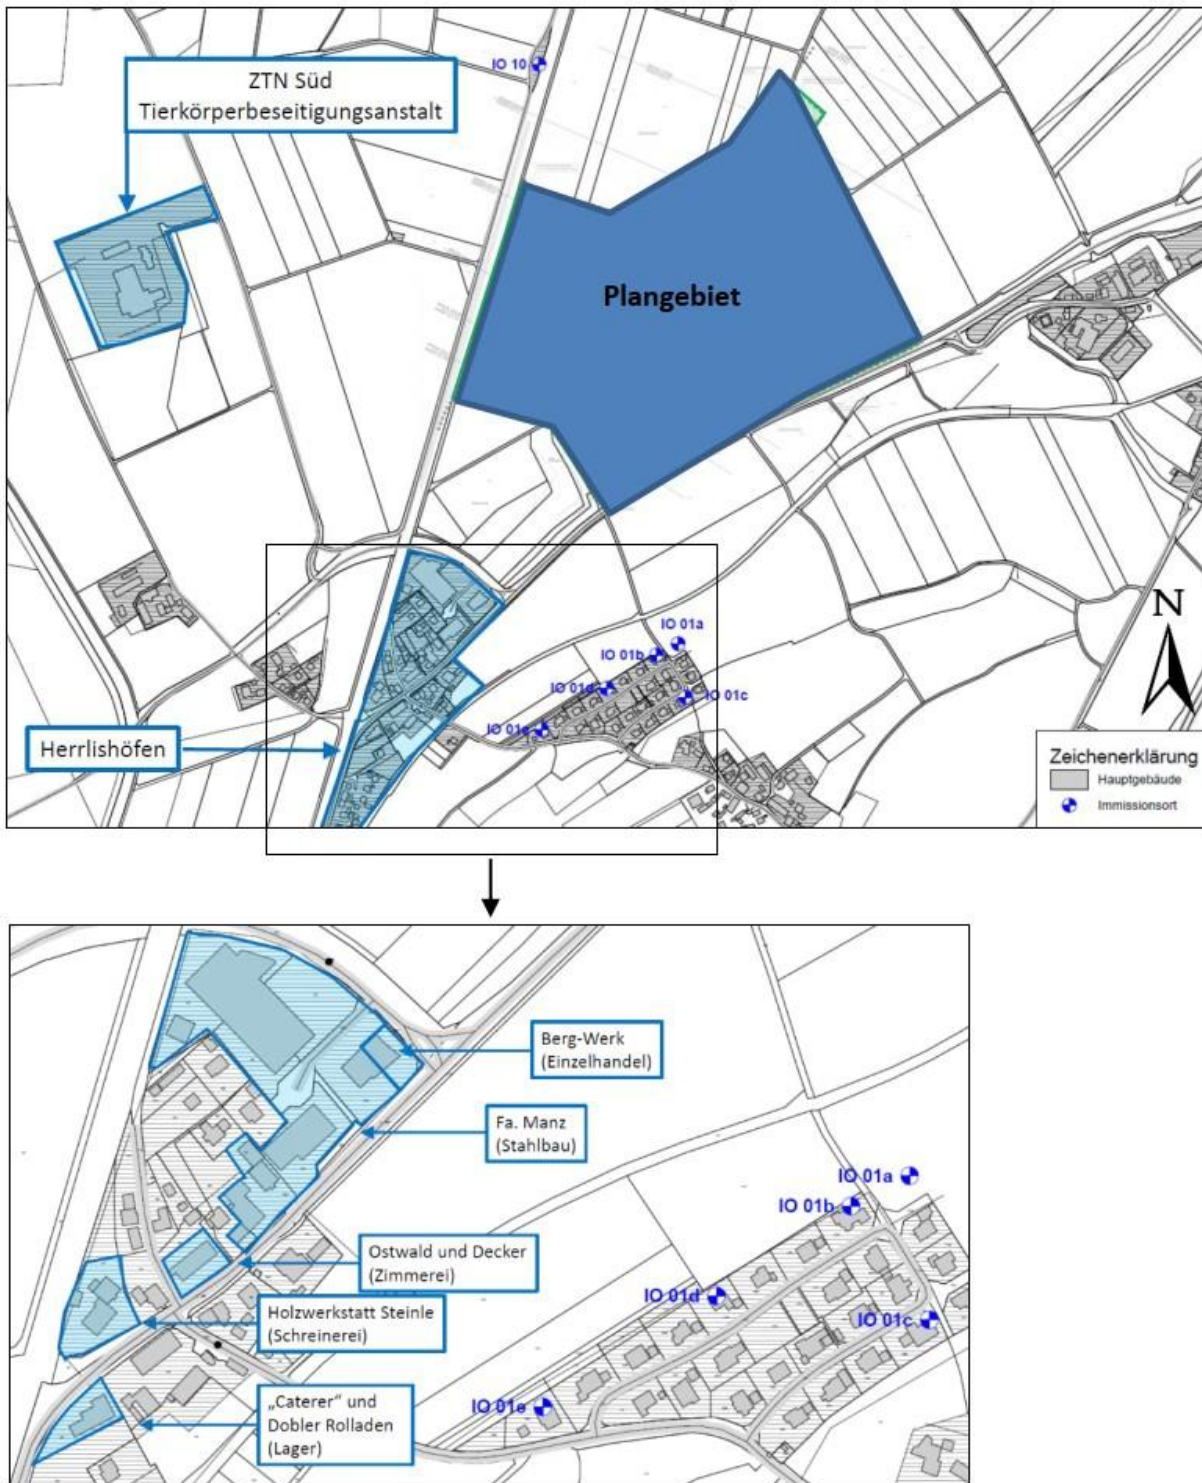 ZTN Süd
Tierkörperbeseitigungsanstalt
IO 10
Plangebiet
N
IO 01a
IO 01b
IO 01d
IO 01c
IO 01e
Herrlishöfen
Zeichenerklärung
Hauptgebäude
Immissionsort
Berg-Werk
(Einzelhandel)
Fa. Manz
(Stahlbau)
IO 01a
IO 01b
Ostwald und Decker
(Zimmerei)
IO 01d
Holzwerkstatt Steinle
(Schreinerei)
IO 01c
„Caterer“ und
Dobler Rolladen
(Lager)
IO 01e